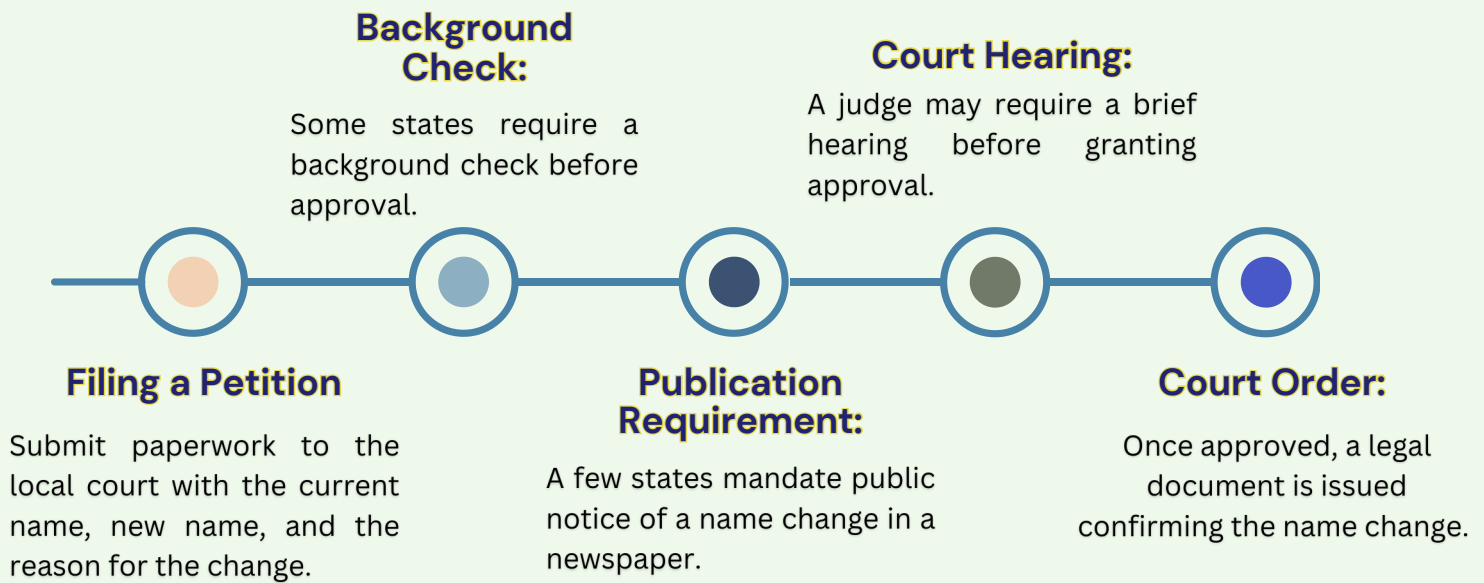 Filing a Petition
Submit paperwork to the
local court with the current
name, new name, and the
reason for the change.
Background
Check:
Some states require a
background check before
approval.
Publication
Requirement:
A few states mandate public
notice of a name change in a
newspaper.
Court Hearing:
A judge may require a brief
hearing before granting
approval.
Court Order:
Once approved, a legal
document is issued
confirming the name change.